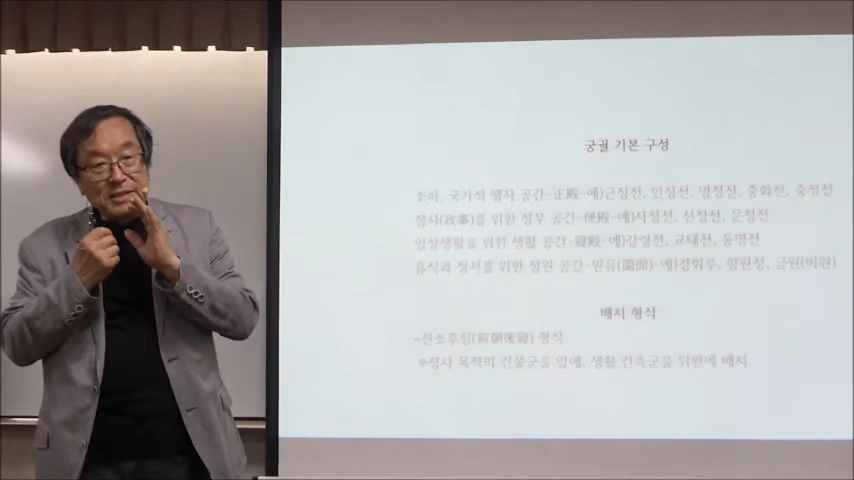 궁궐 기본 구성
조하, 국가적 행사 공간-正殿-예)근정전, 인정전, 명정전, 중화전, 숭정전
정사(政事)를 위한 정무 공간-便殿-예)사정전, 선정전, 문정전
일상생활을 위한 생활 공간-寢殿-예)강령전, 교태전, 통명전
휴식과 정서를 위한 정원 공간-원유(園囿)-예)경회루, 향원정, 금원(비원)
배치 형식
-전조후침(前朝後寢) 형식
※정사 목적의 건물군을 앞에, 생활 건축군을 뒤편에 배치